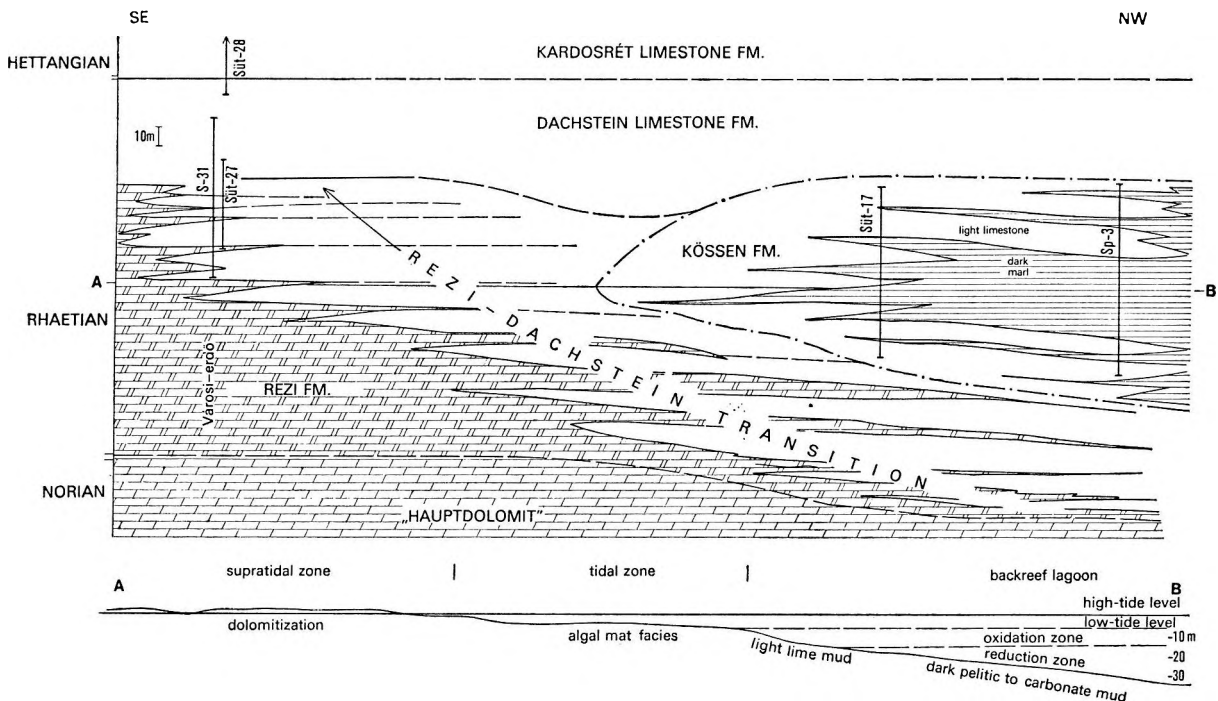 SE
NW
HETTANGIAN
Süt-28
KARDOSRÉT LIMESTONE FM.
10m
DACHSTEIN LIMESTONE FM.
S-31
Süt-27
Süt-17
Sp-3
light limestone
KÖSSEN FM.
dark
marl
A
B
REZI-DACHSTEIN TRANSITION
RHAETIAN
Városi-erdő
REZI FM.
NORIAN
„HAUPTDOLOMIT"
supratidal zone
tidal zone
backreef lagoon
A
B
high-tide level
low-tide level
dolomitization
algal mat facies
oxidation zone
-10 m
light lime mud
reduction zone
-20
dark pelitic to carbonate mud
-30